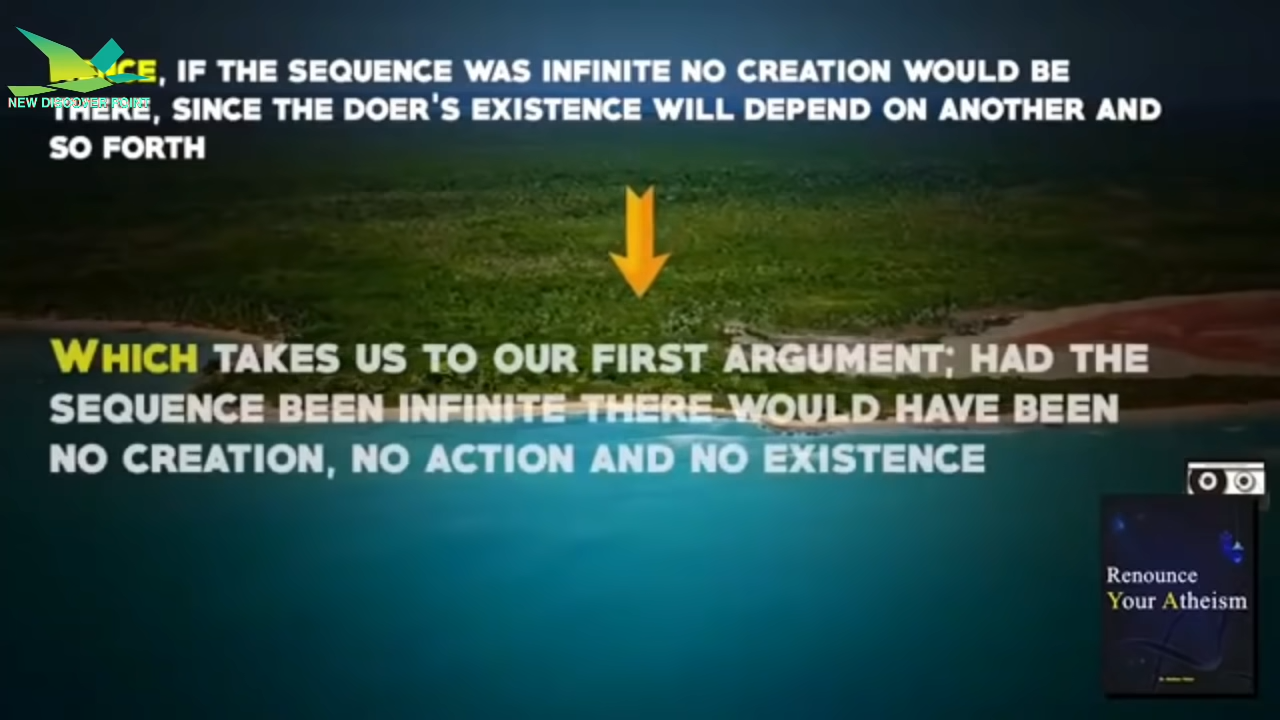 HENCE, IF THE SEQUENCE WAS INFINITE NO CREATION WOULD BE
THERE, SINCE THE DOER'S EXISTENCE WILL DEPEND ON ANOTHER AND
SO FORTH
NEW DISCOVER POINT
WHICH TAKES US TO OUR FIRST ARGUMENT; HAD THE
SEQUENCE BEEN INFINITE THERE WOULD HAVE BEEN
NO CREATION, NO ACTION AND NO EXISTENCE
Renounce
Your Atheism